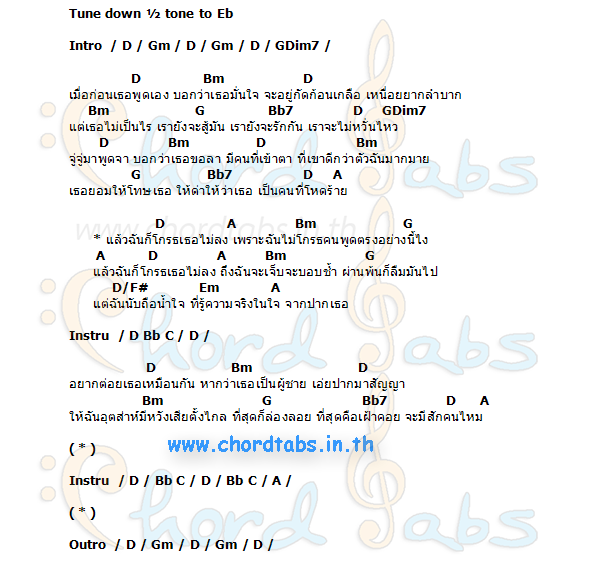 Tune down ½ tone to Eb
Intro / D / Gm / D / Gm / D / GDim7 /
D Bm D
เมื่อก่อนเธอพูดเอง บอกว่าเธอมั่นใจ จะอยู่กัดก้อนเกลือ เหนื่อยยากลำบาก
Bm G Bb7 D GDim7
แต่เธอไม่เป็นไร เรายังจะสู้มัน เรายังจะรักกัน เราจะไม่หวั่นไหว
D Bm D Bm
จู่จู่มาพูดจา บอกว่าเธอขอลา มีคนที่เข้าตา ที่เขาดีกว่าตัวฉันมากมาย
G Bb7 D A
เธอยอมให้โทษเธอ ให้ด่าให้ว่าเธอ เป็นคนที่โหดร้าย
D A Bm G
* แล้วฉันก็โกรธเธอไม่ลง เพราะฉันไม่โกรธคนพูดตรงอย่างนี้ไง
A D A Bm G
แล้วฉันก็โกรธเธอไม่ลง ถึงฉันจะเจ็บจะบอบช้ำ ผ่านพ้นก็ลืมมันไป
D/F# Em A
แต่ฉันนับถือน้ำใจ ที่รู้ความจริงในใจ จากปากเธอ
Instru / D Bb C / D /
D Bm D
อยากต่อยเธอเหมือนกัน หากว่าเธอเป็นผู้ชาย เอ่ยปากมาสัญญา
Bm G Bb7 D A
ให้ฉันอุตส่าห์มีหวังเสียตั้งไกล ที่สุดก็ล่องลอย ที่สุดคือเฝ้าคอย จะมีสักคนไหม
( * )
www.chordtabs.in.th
Instru / D / Bb C / D / Bb C / A /
( * )
Outro / D / Gm / D / Gm / D /